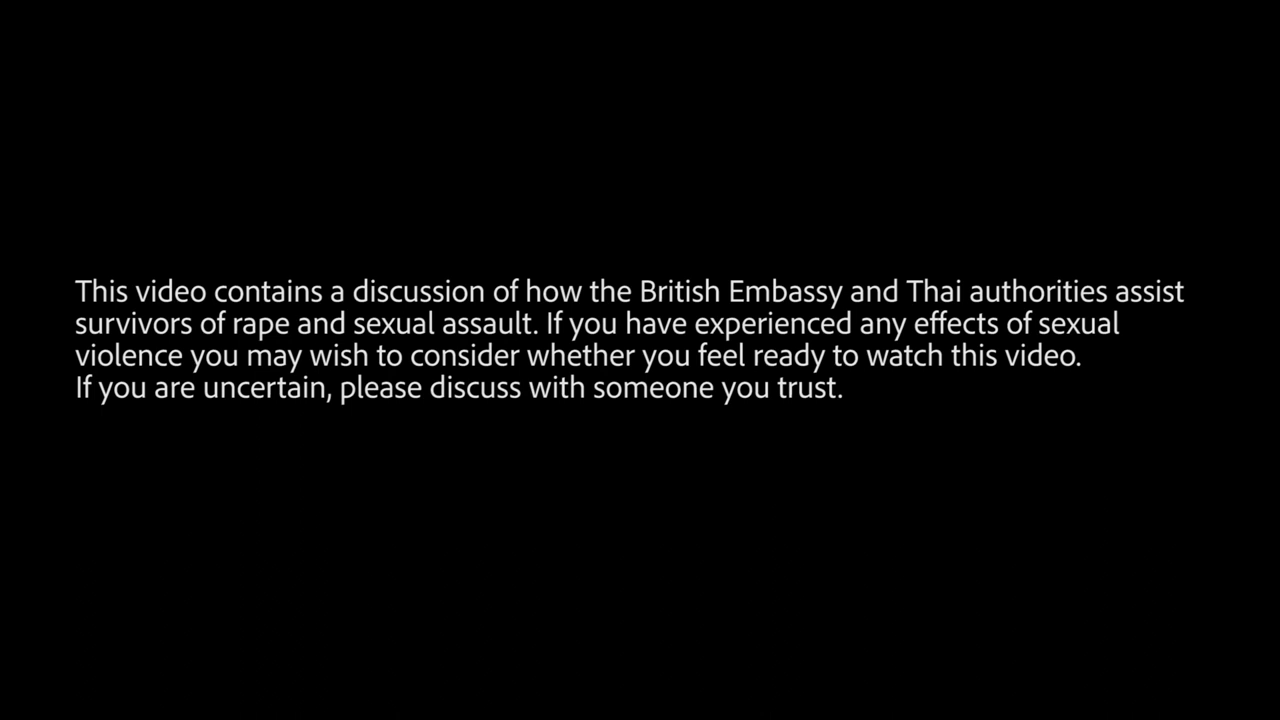 This video contains a discussion of how the British Embassy and Thai authorities assist
survivors of rape and sexual assault. If you have experienced any effects of sexual
violence you may wish to consider whether you feel ready to watch this video.
If you are uncertain, please discuss with someone you trust.